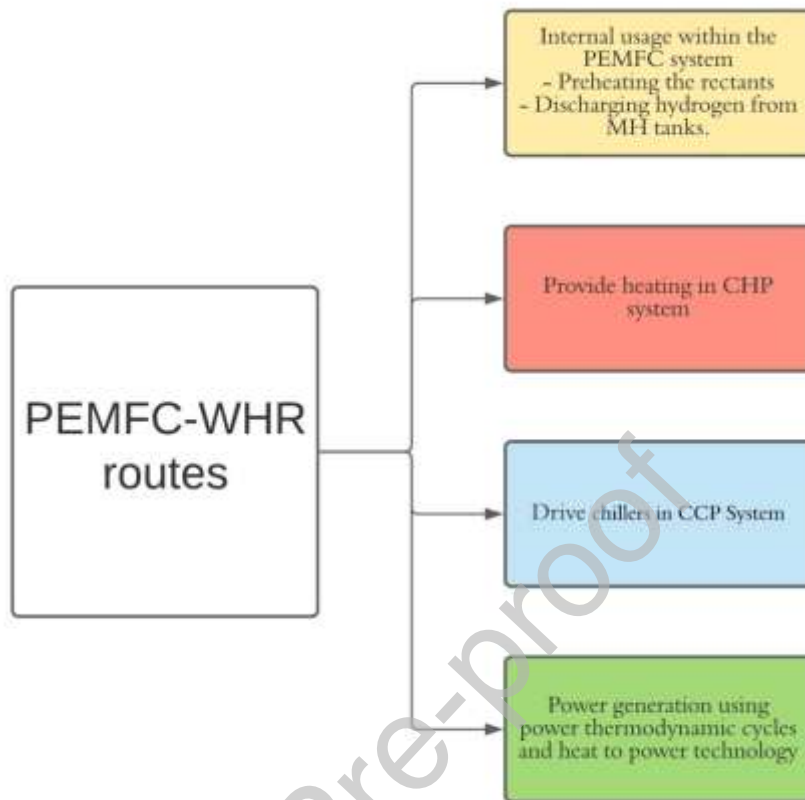 Internal usage within the
PEMFC system
- Preheating the rectants
- Discharging hydrogen from
MH tanks.
Provide heating in CHP
system
PEMFC-WHR
routes
Drive chillers in CCP System
Power generation using
power thermodynamic cycles
and heat to power technology
re-proof